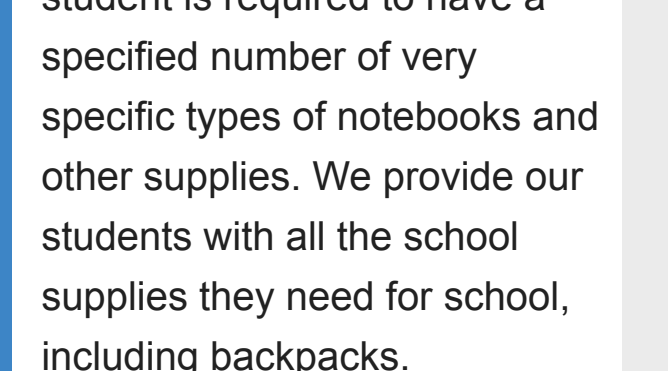 student is required to have a
specified number of very
specific types of notebooks and
other supplies. We provide our
students with all the school
supplies they need for school,
including backpacks.